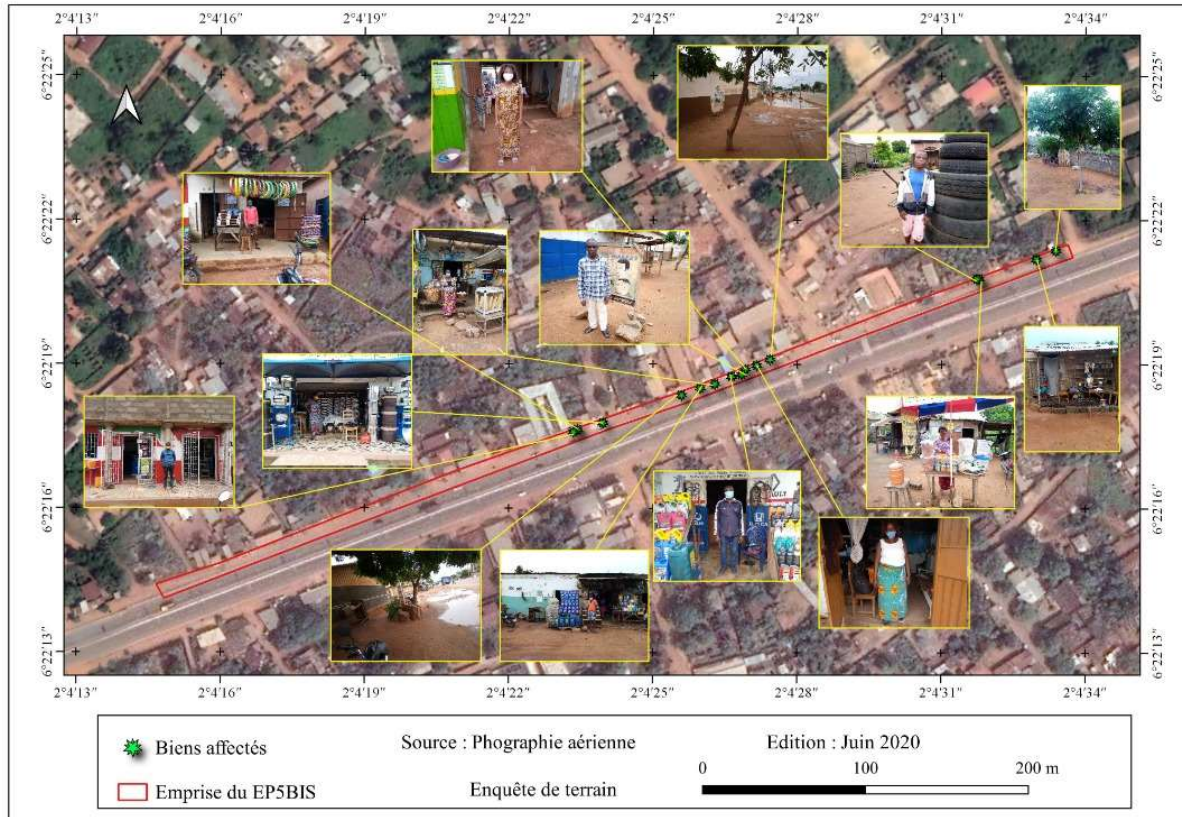 2°4'13" 2°4'16" 2°4'19" 2°4'22" 2°4'25" 2°4'28" 2°4'31" 2°4'34"
6°22'25" 6°22'25"
6°22'22" 6°22'22"
6°22'19" 6°22'19"
6°22'16" 6°22'16"
6°22'13" 6°22'13"
2°4'13" 2°4'16" 2°4'19" 2°4'22" 2°4'25" 2°4'28" 2°4'31" 2°4'34"
Biens affectés Source : Phographie aérienne Edition : Juin 2020
0 100 200 m
Emprise du EP5BIS Enquête de terrain